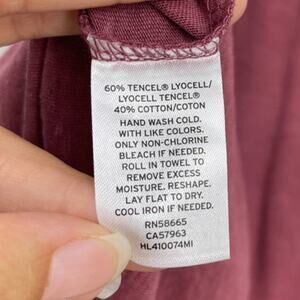 60% TENCEL® LYOCELL/
LYOCELL TENCEL®
40% COTTON/COTON
HAND WASH COLD.
WITH LIKE COLORS.
ONLY NON-CHLORINE
BLEACH IF NEEDED.
ROLL IN TOWEL TO
REMOVE EXCESS
MOISTURE. RESHAPE.
LAY FLAT TO DRY.
COOL IRON IF NEEDED.
RN58665
CA57963
HL410074MI